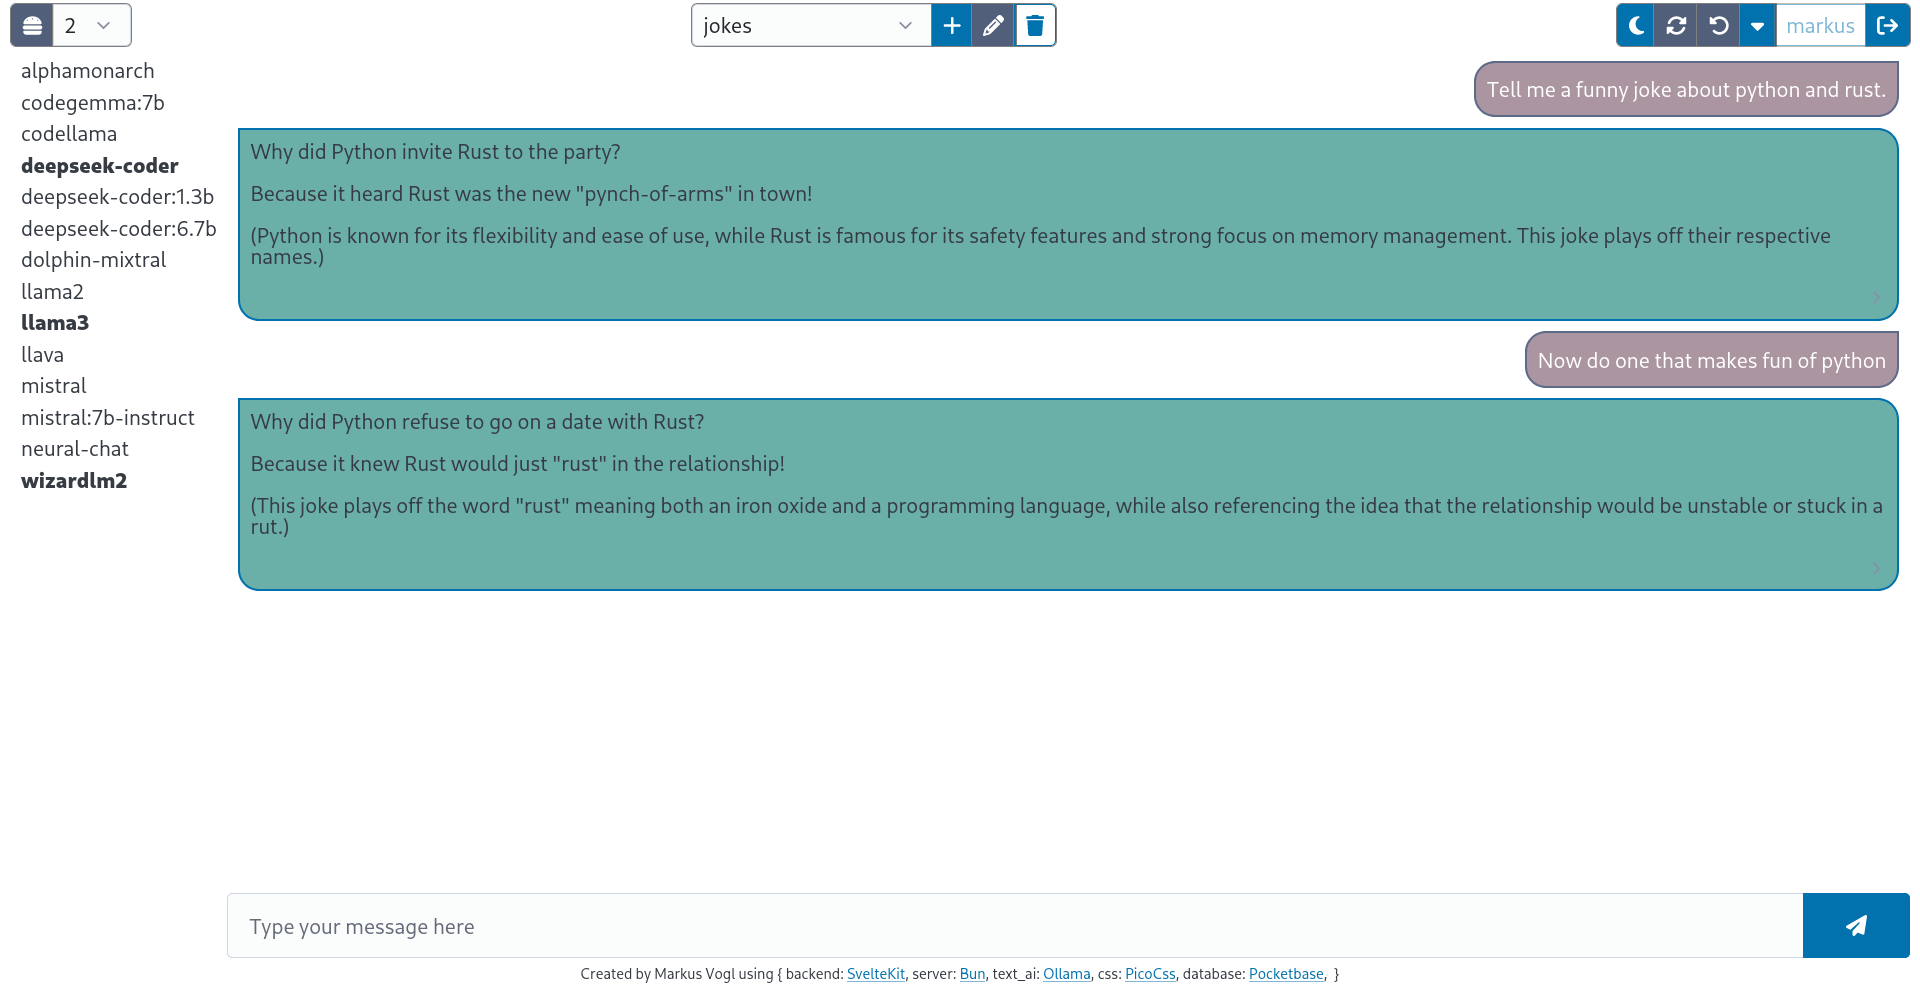 2
jokes
markus
alphamonarch
codegemma:7b
codellama
deepseek-coder
deepseek-coder:1.3b
deepseek-coder:6.7b
dolphin-mixtral
llama2
llama3
llava
mistral
mistral:7b-instruct
neural-chat
wizardlm2
Tell me a funny joke about python and rust.
Why did Python invite Rust to the party?
Because it heard Rust was the new "pynch-of-arms" in town!
(Python is known for its flexibility and ease of use, while Rust is famous for its safety features and strong focus on memory management. This joke plays off their respective
names.)
Now do one that makes fun of python
Why did Python refuse to go on a date with Rust?
Because it knew Rust would just "rust" in the relationship!
(This joke plays off the word "rust" meaning both an iron oxide and a programming language, while also referencing the idea that the relationship would be unstable or stuck in a
rut.)
Type your message here
Created by Markus Vogl using { backend: SvelteKit, server: Bun, text_ai: Ollama, css: PicoCss, database: Pocketbase, }